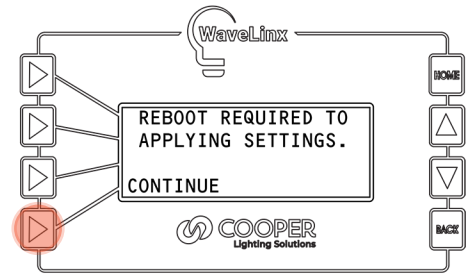 WaveLinx
HOME
REBOOT REQUIRED TO
APPLYING SETTINGS.
CONTINUE
BACK
COOPER
Lighting Solutions